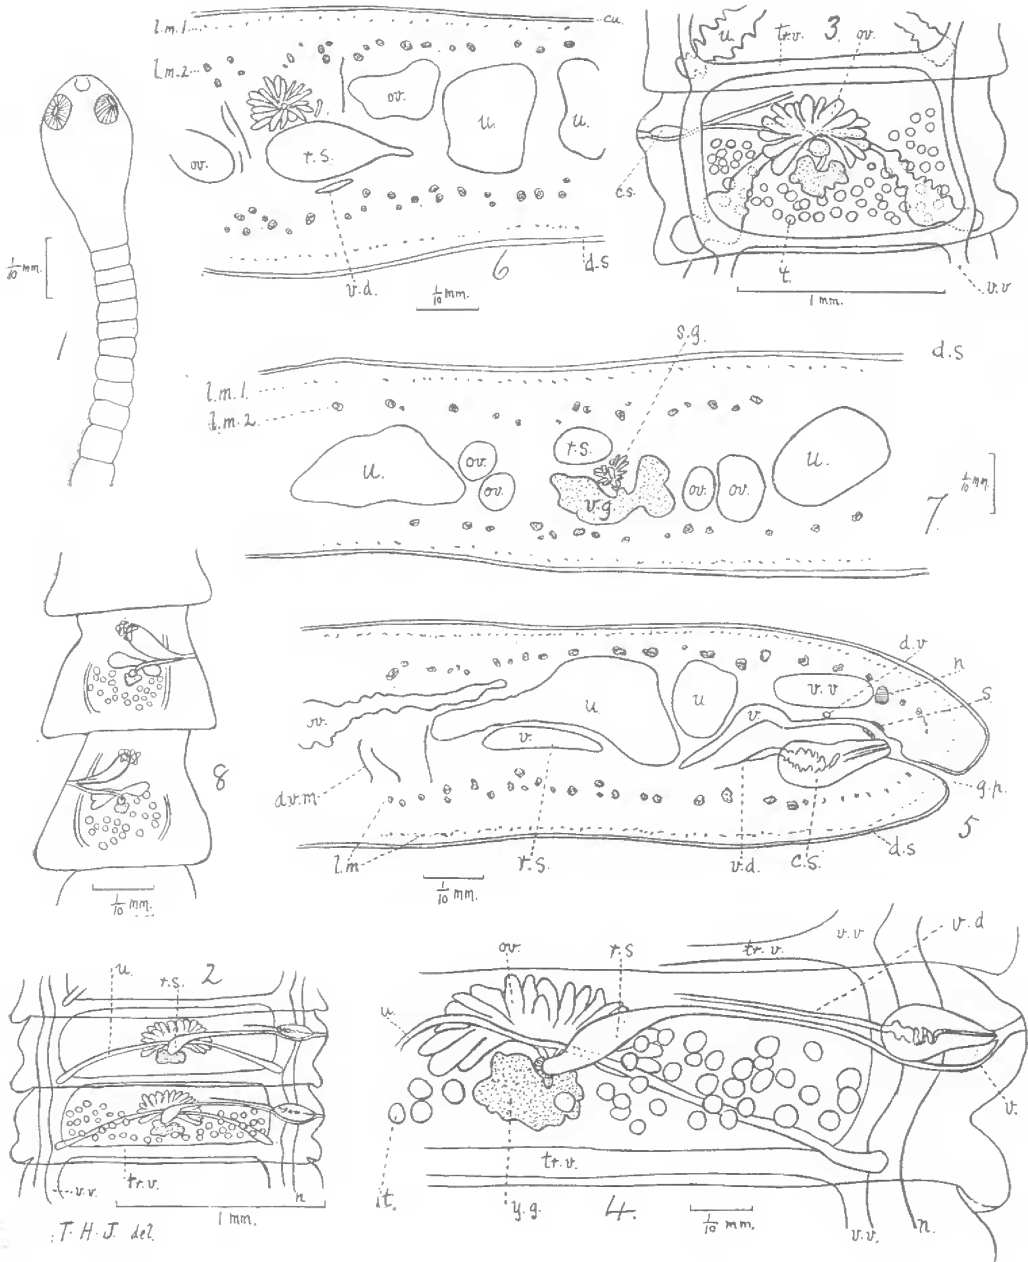 1
1/10 mm.
l.m.1.
l.m.2.
cu.
ov.
ov.
u.
u.
r.s.
v.d.
6
1/10 mm.
d.s
u.
tr.v.
3.
ov.
c.s.
t.
v.v
1 mm.
s.g.
d.s
l.m.1.
l.m.2.
u.
ov.
ov.
r.s.
ov.
ov.
u.
7
1/10 mm.
8
1/10 mm.
d.v
n
s
v.v
ov.
u.
u
v
v.
d.v.m.
g.p.
5
l.m.
r.s.
v.d.
c.s.
d.s
1/10 mm.
u.
r.s.
2
v.v.
tr.v.
n
1 mm.
T. H. J. del.
ov.
r.s
tr. v.
v.v
v.d
u.
v.
t.
y.g.
tr.v.
4.
1/10 mm.
v.v.
n.